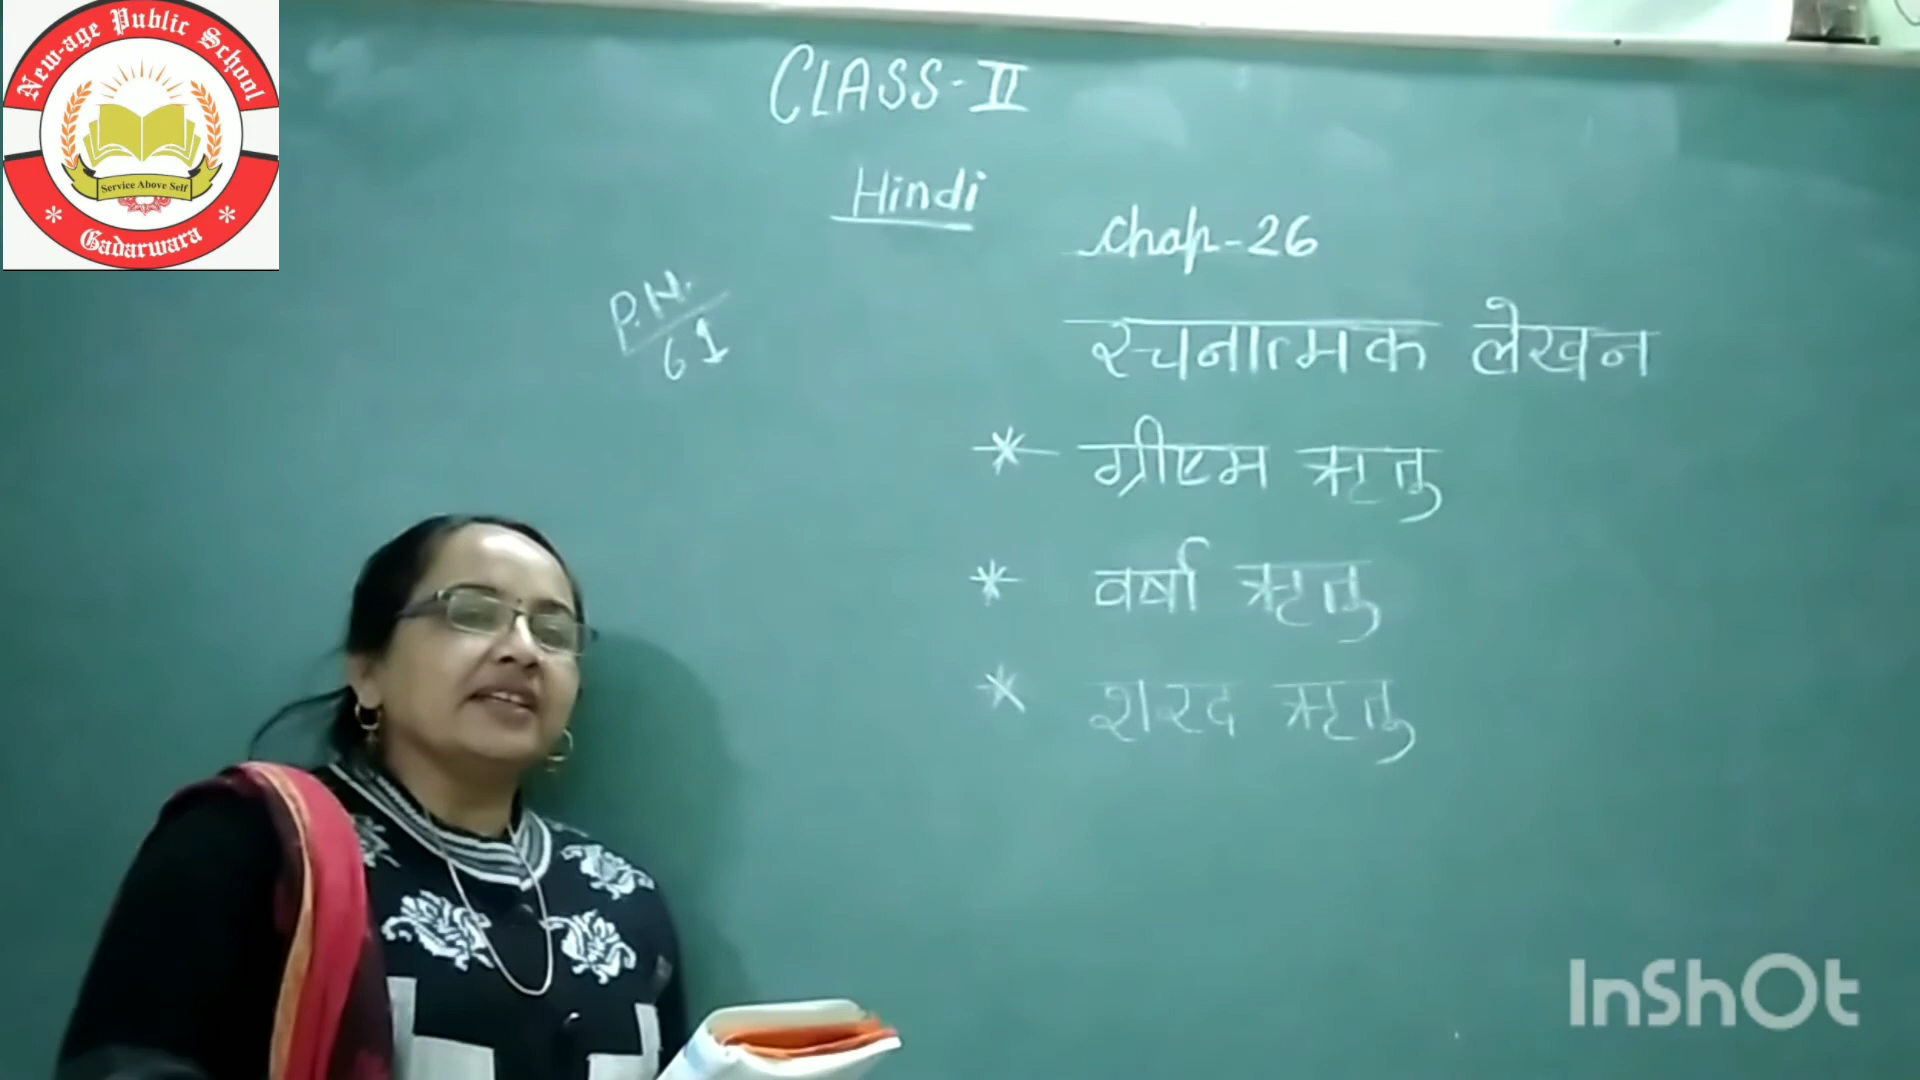 New-age Public School
Service Above Self
Gadarwara
CLASS-II
Hindi
Chap-26
P.N.
61
रचनात्मक लेखन
* ग्रीष्म ऋतु
* वर्षा ऋतु
* शरद ऋतु
InShOt